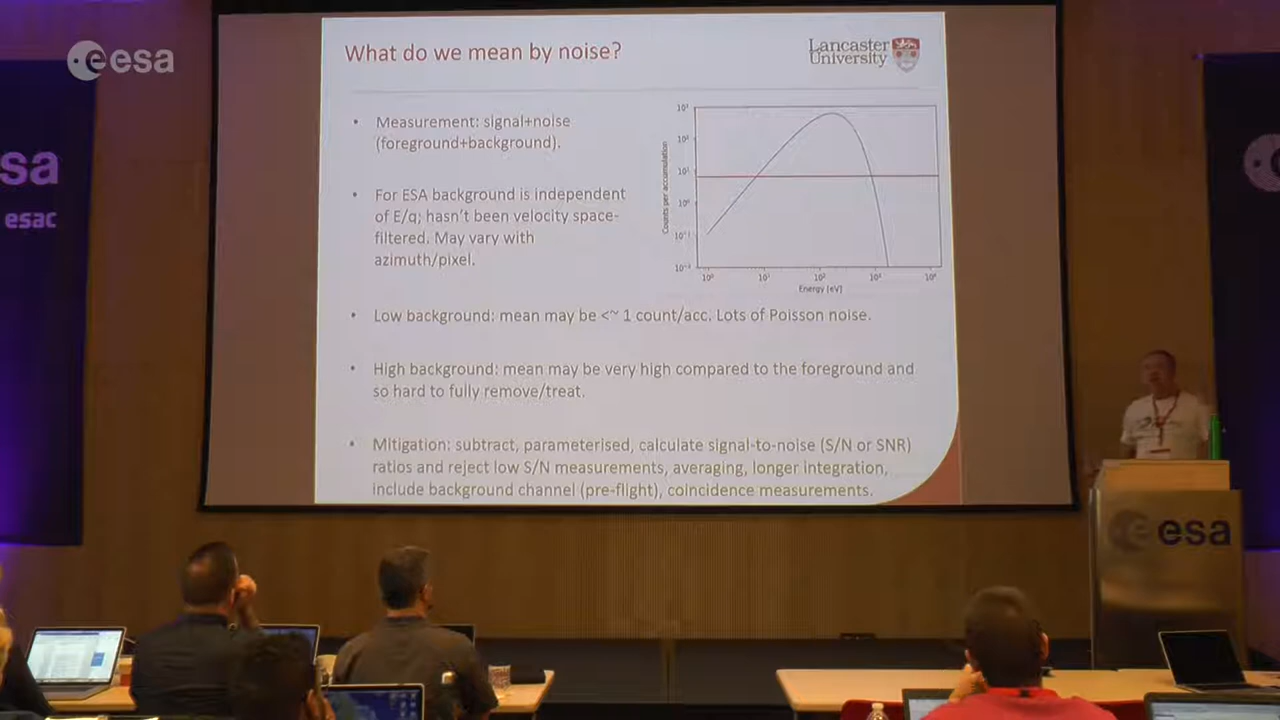 esa
sa
esac
What do we mean by noise?
Lancaster
University
• Measurement: signal+noise
(foreground+background).
• For ESA background is independent
of E/q; hasn't been velocity space-
filtered. May vary with
azimuth/pixel.
Counts per accumulation
Energy [eV]
• Low background: mean may be <~ 1 count/acc. Lots of Poisson noise.
• High background: mean may be very high compared to the foreground and
so hard to fully remove/treat.
• Mitigation: subtract, parameterised, calculate signal-to-noise (S/N or SNR)
ratios and reject low S/N measurements, averaging, longer integration,
include background channel (pre-flight), coincidence measurements.
esa